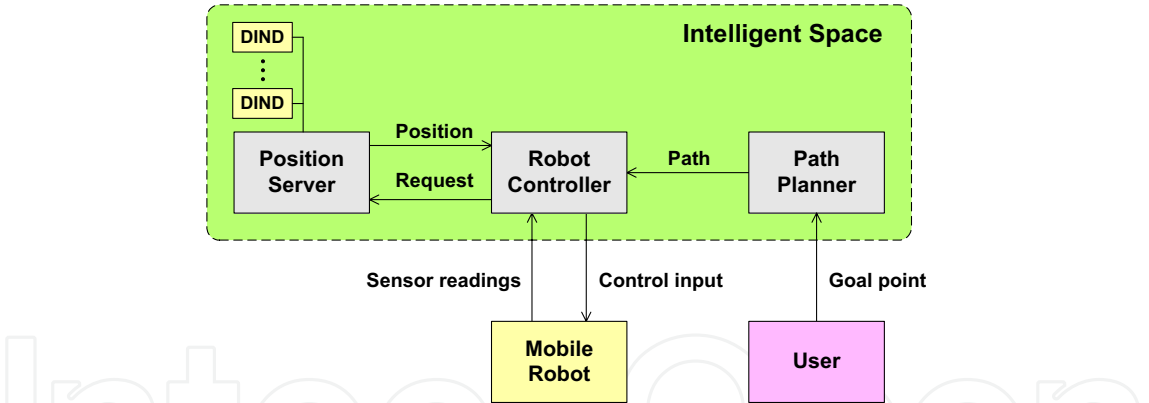 Intelligent Space
DIND
DIND
Position
Server
Position
Request
Robot
Controller
Path
Path
Planner
Sensor readings
Control input
Goal point
Mobile
Robot
User